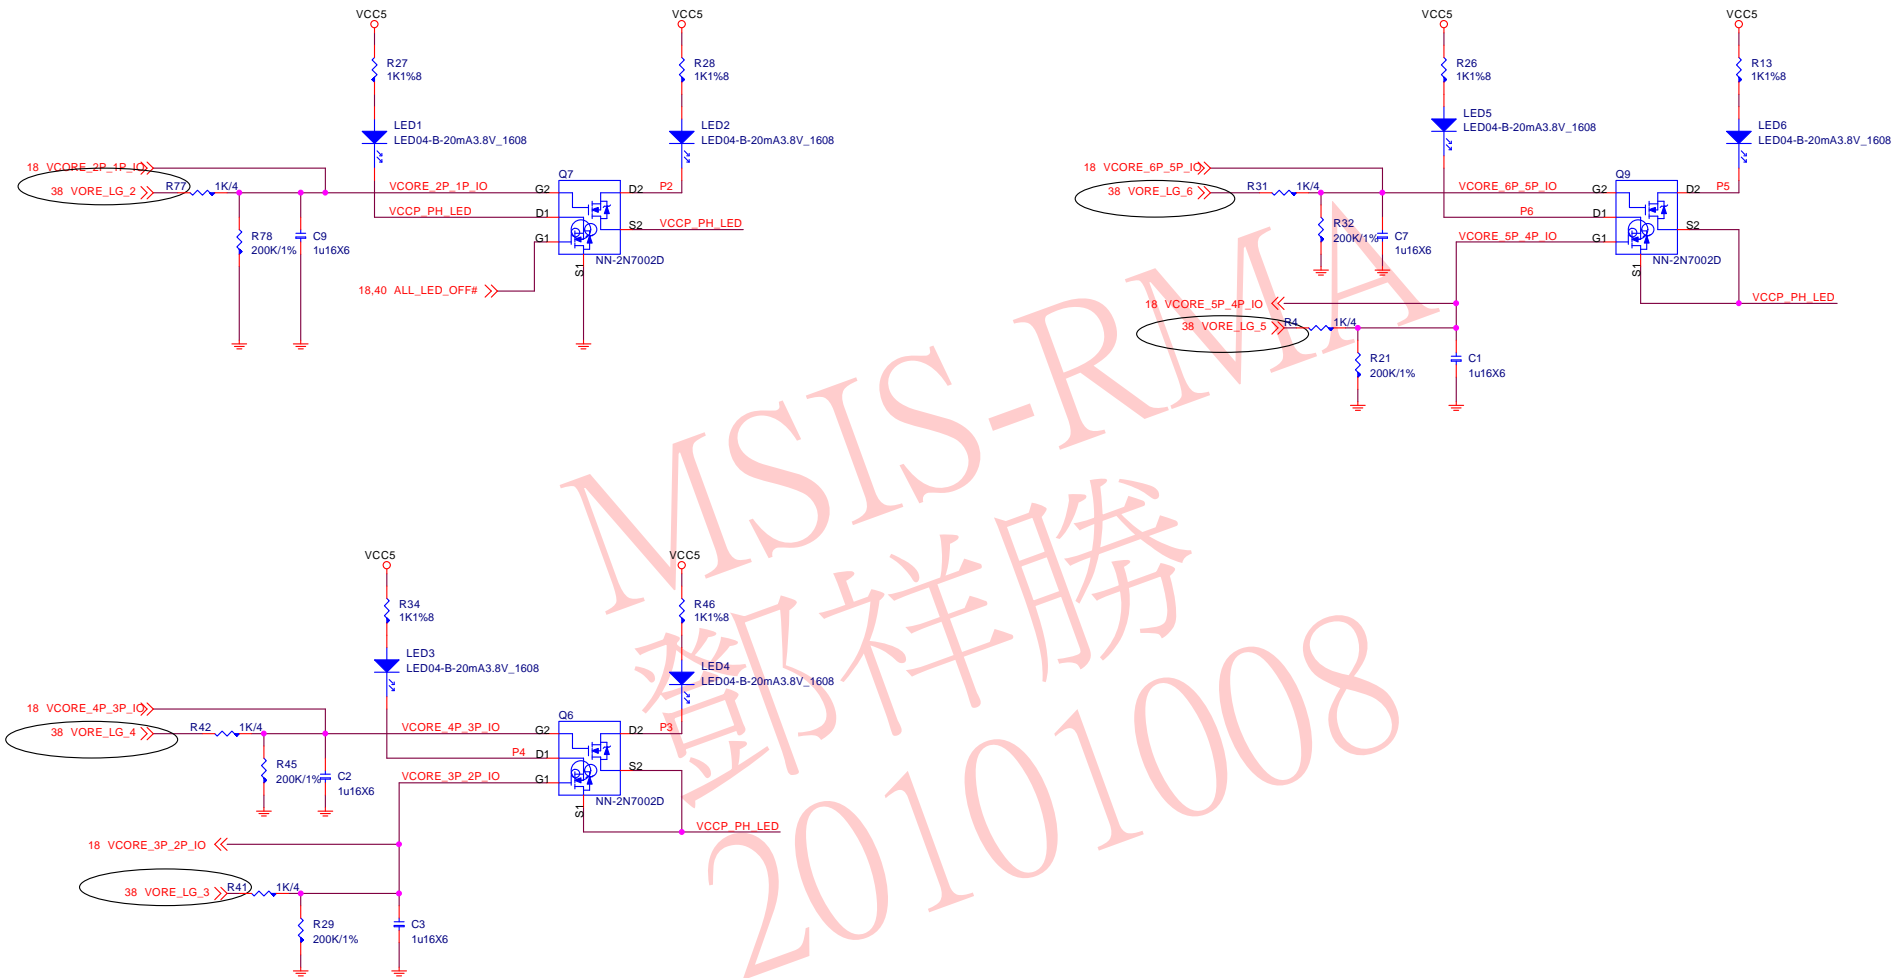 VCC5
R27
1K1%8
LED1
LED04-B-20mA3.8V_1608
VCC5
R28
1K1%8
LED2
LED04-B-20mA3.8V_1608
18 VCORE_2P_1P_IO
38 VORE_LG_2
R77
1K/4
R78
200K/1%
C9
1u16X6
VCORE_2P_1P_IO
VCCP_PH_LED
18,40 ALL_LED_OFF#
Q7
G2
D1
G1
D2
S2
S1
P2
VCCP_PH_LED
NN-2N7002D
VCC5
R26
1K1%8
LED5
LED04-B-20mA3.8V_1608
VCC5
R13
1K1%8
LED6
LED04-B-20mA3.8V_1608
18 VCORE_6P_5P_IO
38 VORE_LG_6
R31
1K/4
R32
200K/1%
C7
1u16X6
VCORE_6P_5P_IO
P6
VCORE_5P_4P_IO
Q9
G2
D1
G1
D2
S2
S1
P5
NN-2N7002D
VCCP_PH_LED
18 VCORE_5P_4P_IO
38 VORE_LG_5
R4
1K/4
R21
200K/1%
C1
1u16X6
VCC5
R34
1K1%8
LED3
LED04-B-20mA3.8V_1608
VCC5
R46
1K1%8
LED4
LED04-B-20mA3.8V_1608
18 VCORE_4P_3P_IO
38 VORE_LG_4
R42
1K/4
R45
200K/1%
C2
1u16X6
VCORE_4P_3P_IO
P4
VCORE_3P_2P_IO
Q6
G2
D1
G1
D2
S2
S1
P3
NN-2N7002D
VCCP_PH_LED
18 VCORE_3P_2P_IO
38 VORE_LG_3
R41
1K/4
R29
200K/1%
C3
1u16X6
MSIS-RMA
鄧祥勝
20101008